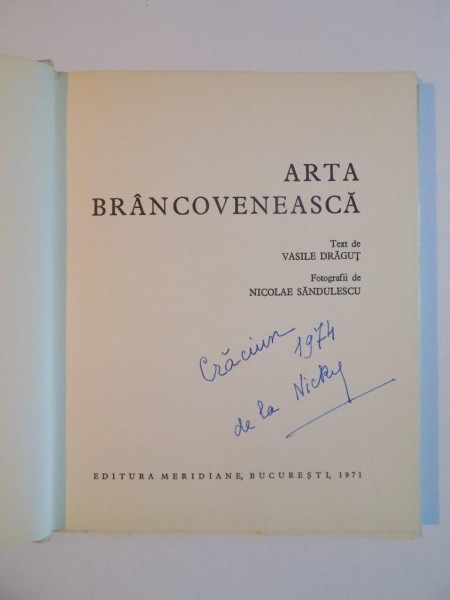 ARTA
BRÂNCOVENEASCĂ
Text de
VASILE DRĂGUȚ
Fotografii de
NICOLAE SĂNDULESCU
Crăciun 1974
de la Nicky
EDITURA MERIDIANE, BUCUREȘTI, 1971